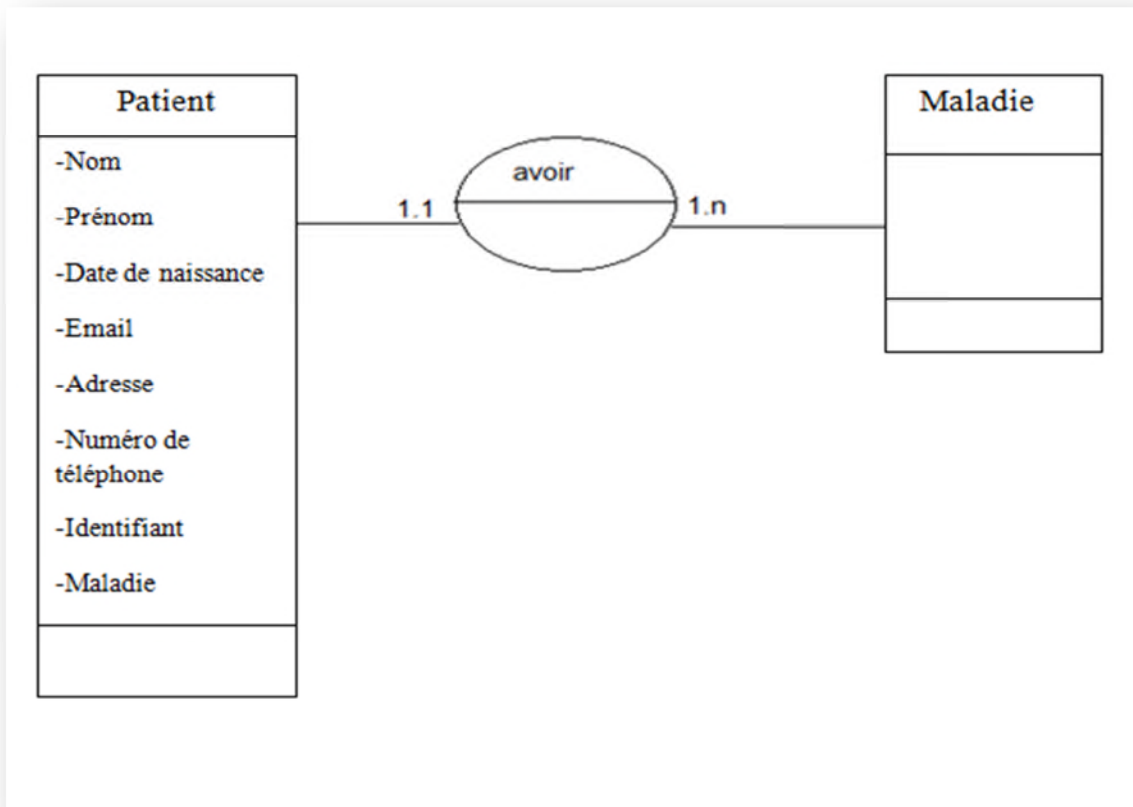 Patient
-Nom
-Prénom
-Date de naissance
-Email
-Adresse
-Numéro de
téléphone
-Identifiant
-Maladie
1.1
avoir
1.n
Maladie